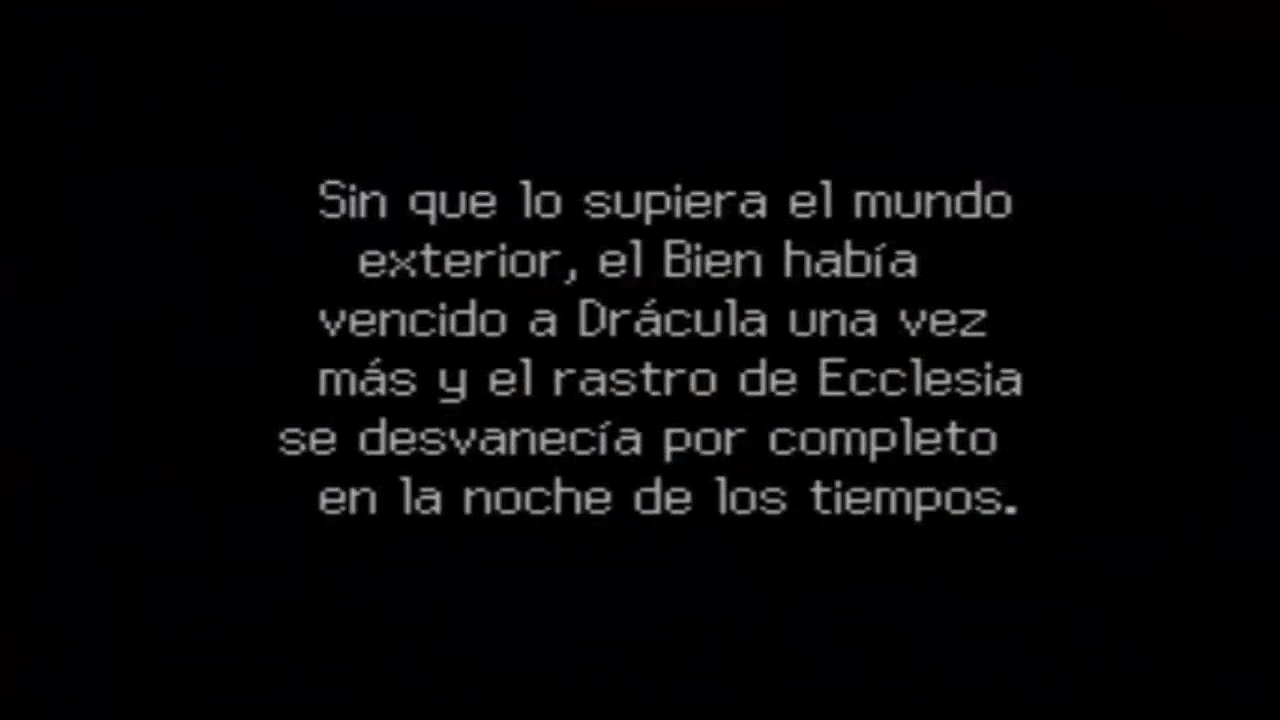 Sin que lo supiera el mundo
exterior, el Bien había
vencido a Drácula una vez
más y el rastro de Ecclesia
se desvanecía por completo
en la noche de los tiempos.